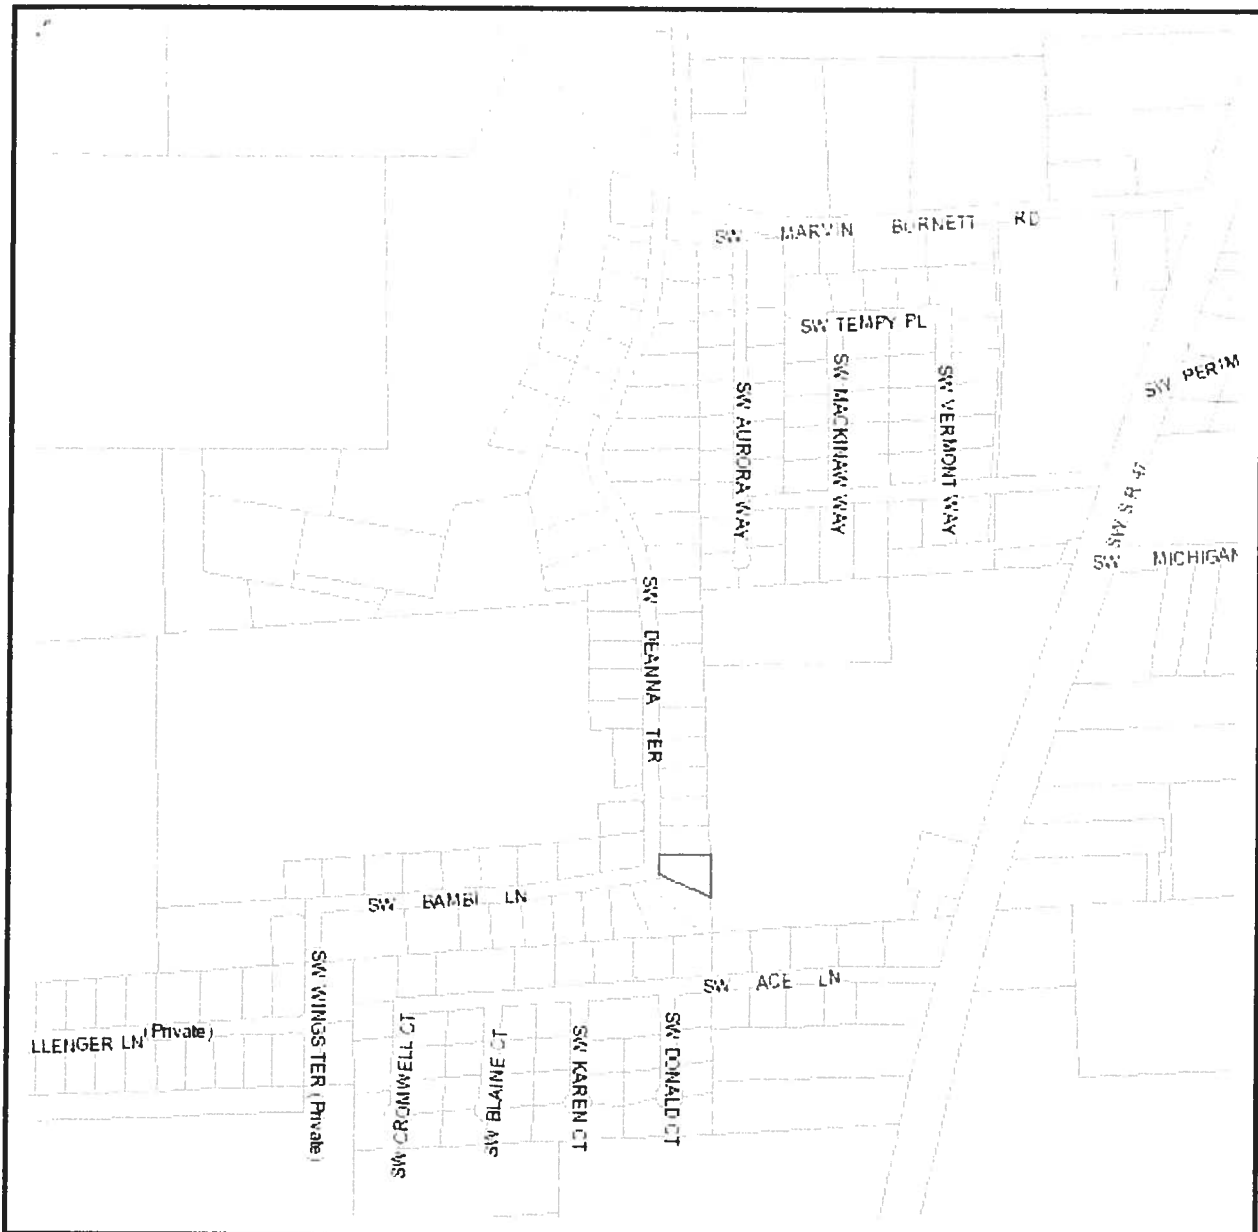 SW MARVIN BURNETT RD
SW TEMPY PL
SW PERIM
SW AURORA WAY
SW MACKINAW WAY
SW VERMONT WAY
SW S R 47
SW MICHIGAN
SW DEANNA TER
SW BAMBI LN
SW ACE LN
LLENGER LN (Private)
SW WINGS TER (Private)
SW CROMWELL CT
SW BLAINE CT
SW KAREN CT
SW DONALD CT